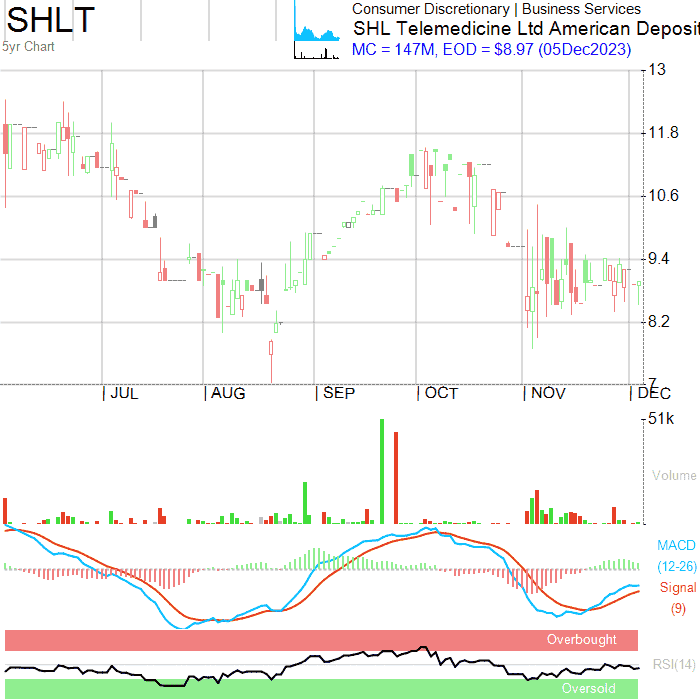 SHLT
5yr Chart
Consumer Discretionary | Business Services
SHL Telemedicine Ltd American Deposit
MC = 147M, EOD = $8.97 (05Dec2023)
13
11.8
10.6
9.4
8.2
7
JUL AUG SEP OCT NOV DEC
51k
Volume
MACD
(12-26)
Signal
(9)
Overbought
RSI(14)
Oversold